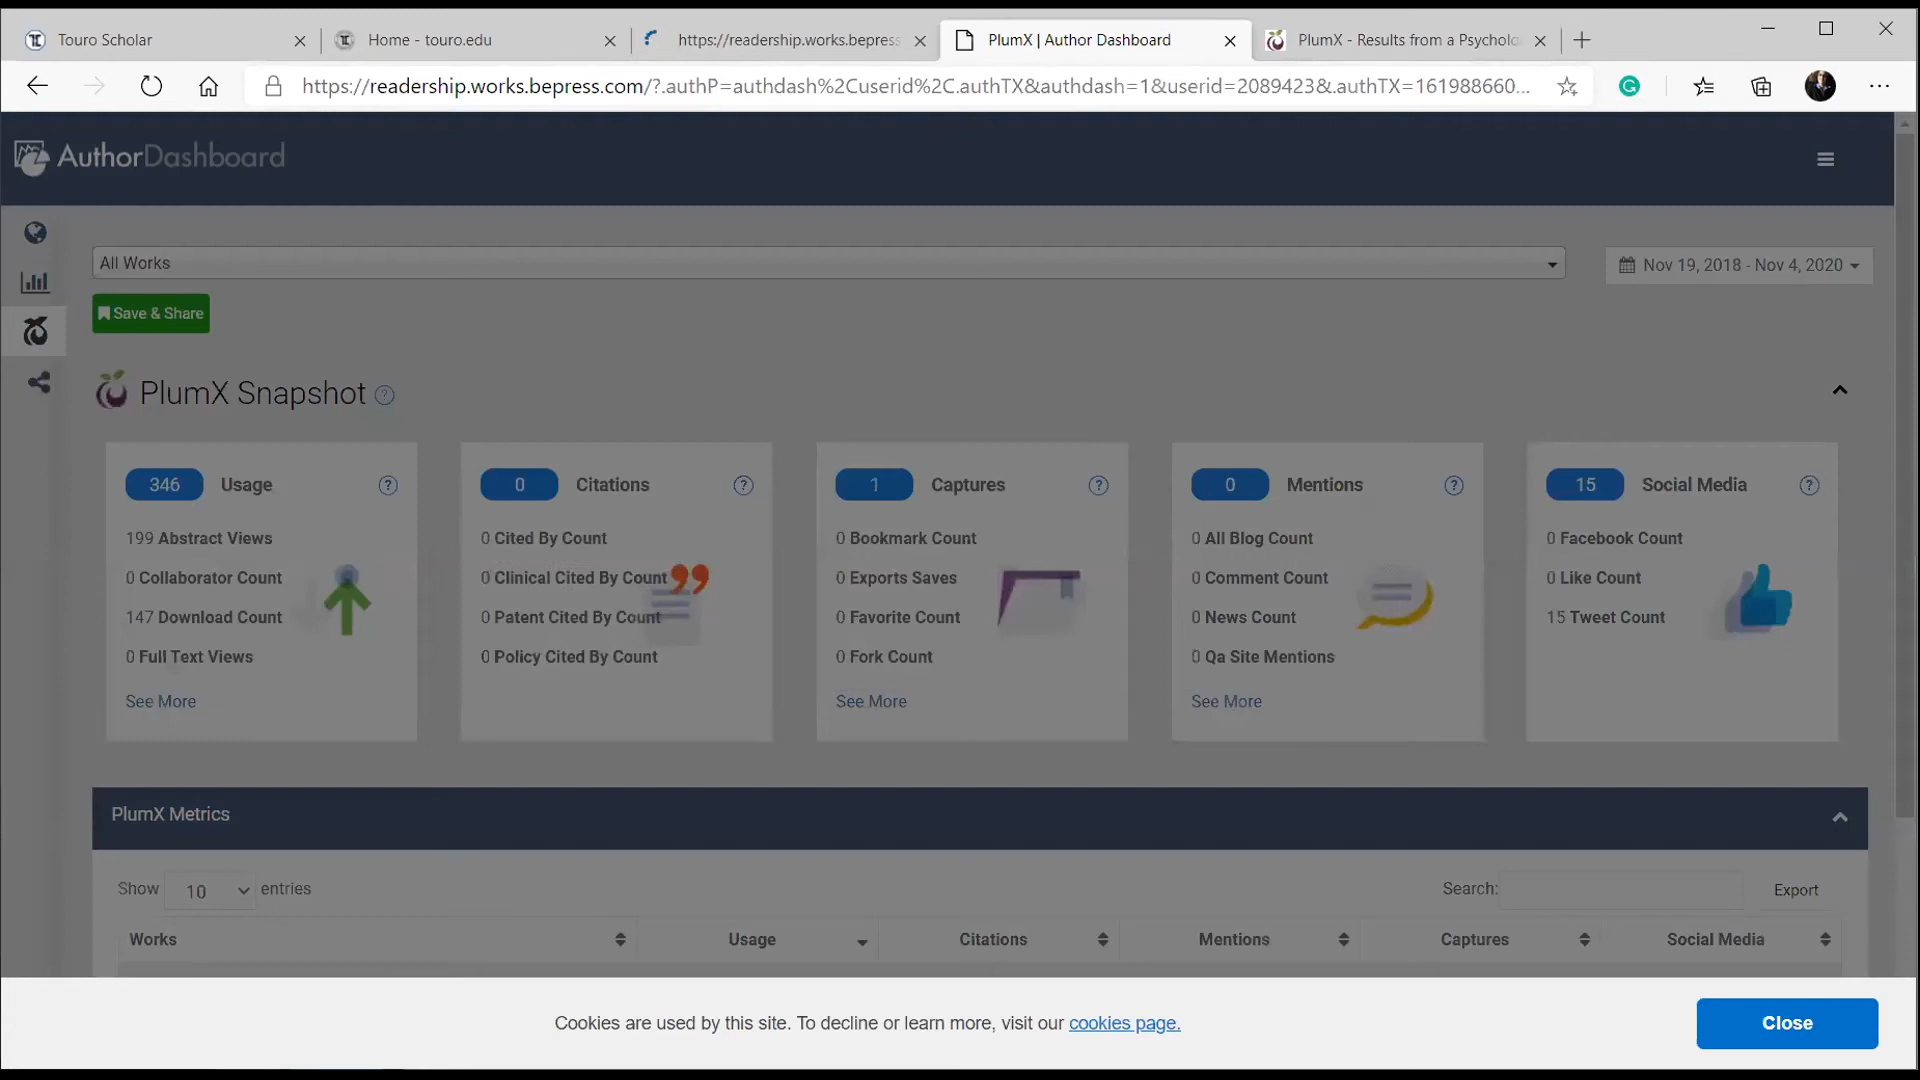 Touro Scholar
Home - touro.edu
https://readership.works.bepress
PlumX | Author Dashboard
PlumX - Results from a Psycholo
https://readership.works.bepress.com/?.authP=authdash%2Cuserid%2C.authTX&authdash=1&userid=2089423&.authTX=161988660...
AuthorDashboard
All Works
Nov 19, 2018 - Nov 4, 2020
Save & Share
PlumX Snapshot ?
346 Usage ?
199 Abstract Views
0 Collaborator Count
147 Download Count
0 Full Text Views
See More
0 Citations ?
0 Cited By Count
0 Clinical Cited By Count
0 Patent Cited By Count
0 Policy Cited By Count
1 Captures ?
0 Bookmark Count
0 Exports Saves
0 Favorite Count
0 Fork Count
See More
0 Mentions ?
0 All Blog Count
0 Comment Count
0 News Count
0 Qa Site Mentions
See More
15 Social Media ?
0 Facebook Count
0 Like Count
15 Tweet Count
PlumX Metrics
Show 10 entries
Search:
Export
Works Usage Citations Mentions Captures Social Media
Cookies are used by this site. To decline or learn more, visit our cookies page.
Close